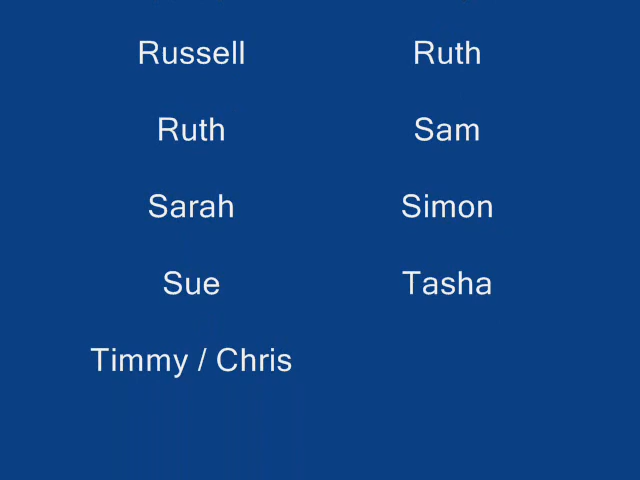 Russell Ruth
Ruth Sam
Sarah Simon
Sue Tasha
Timmy / Chris